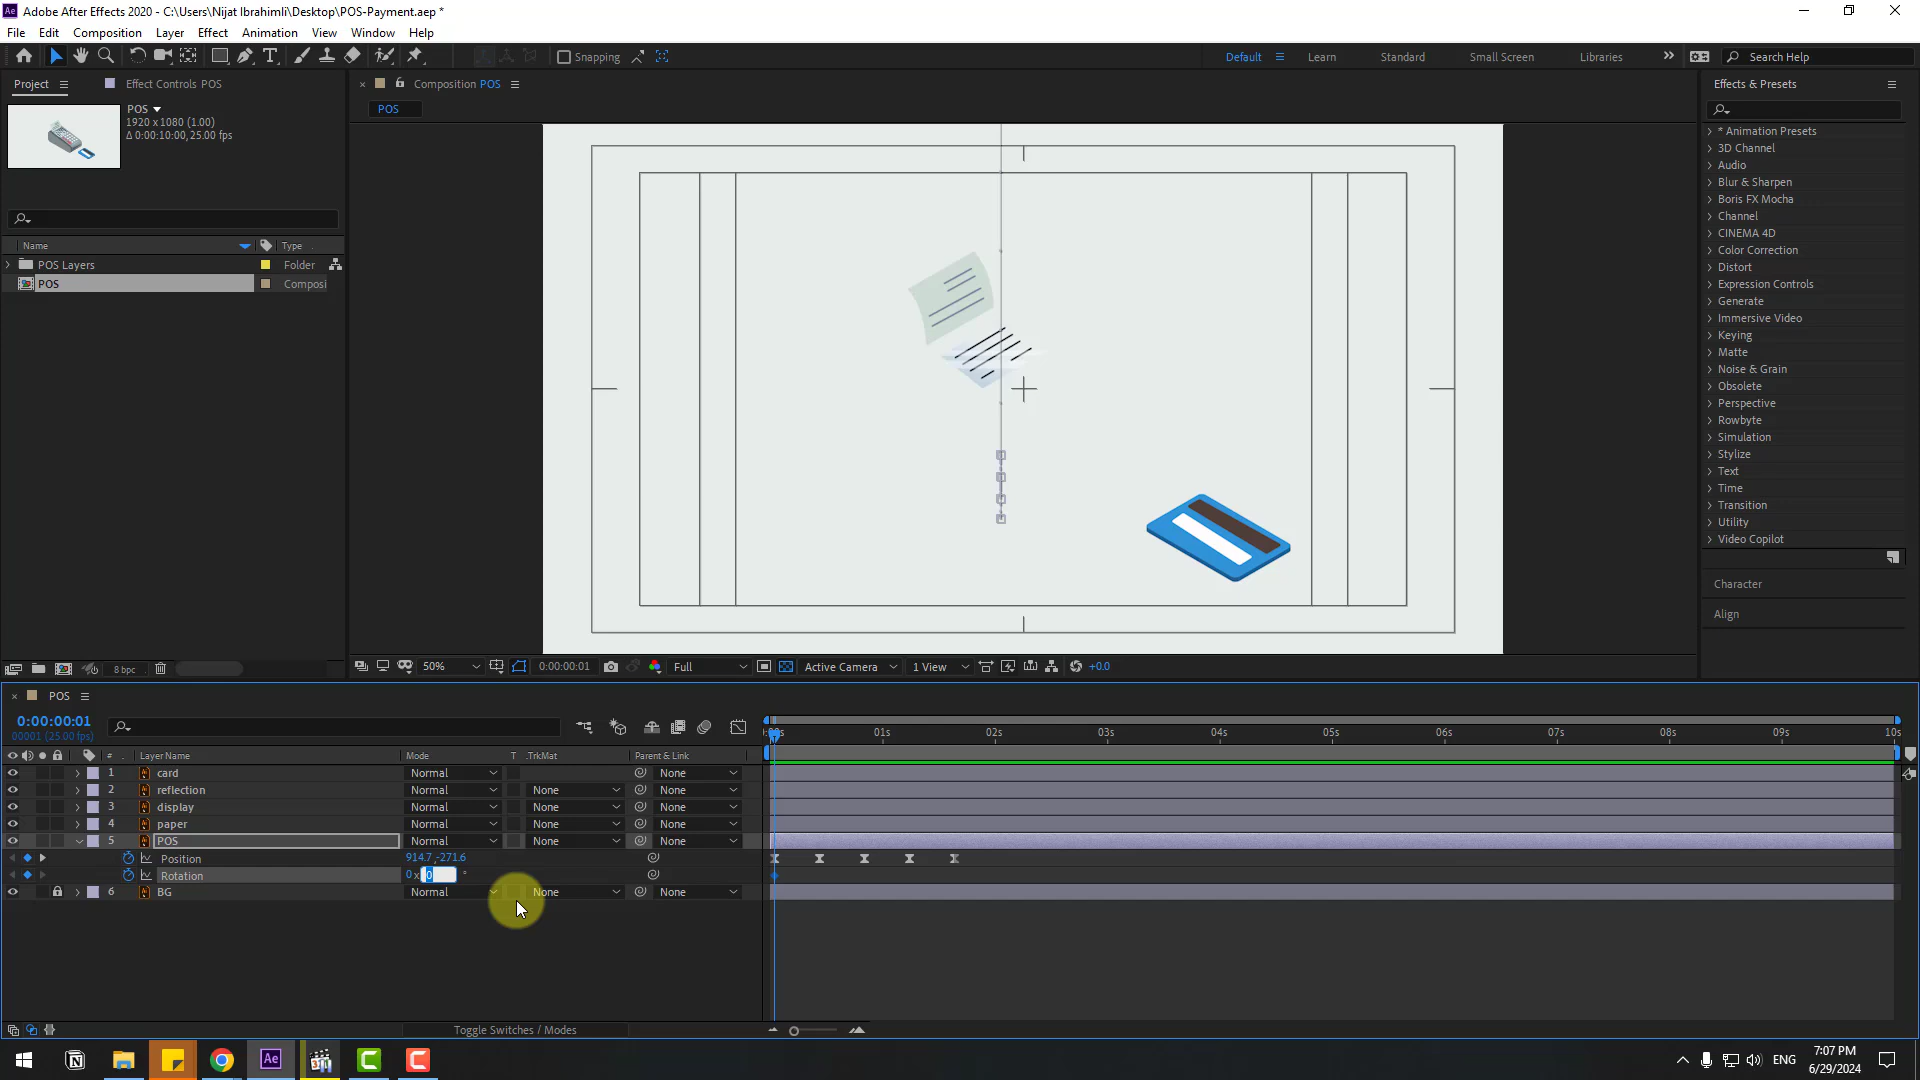 Adobe After Effects 2020 - C:\Users\Nijat Ibrahimli\Desktop\POS-Payment.aep *
File Edit Composition Layer Effect Animation View Window Help
Snapping
Default Learn Standard Small Screen Libraries Search Help
Project Effect Controls POS
Composition POS
Effects & Presets
POS
1920 x 1080 (1.00)
Δ 0:00:10:00, 25.00 fps
POS
Name Type
POS Layers Folder
POS Composi
* Animation Presets
3D Channel
Audio
Blur & Sharpen
Boris FX Mocha
Channel
CINEMA 4D
Color Correction
Distort
Expression Controls
Generate
Immersive Video
Keying
Matte
Noise & Grain
Obsolete
Perspective
Rowbyte
Simulation
Stylize
Text
Time
Transition
Utility
Video Copilot
Character
Align
8 bpc
50% 0:00:00:01 Full Active Camera 1 View +0.0
POS
0:00:00:01
00001 (25.00 fps)
# Layer Name Mode T .TrkMat Parent & Link
01s 02s 03s 04s 05s 06s 07s 08s 09s 10s
1 card Normal None
2 reflection Normal None None
3 display Normal None None
4 paper Normal None None
5 POS Normal None None
Position 914.7,-271.6
Rotation 0x 0 °
6 BG Normal None None
Toggle Switches / Modes
Ae
ENG
7:07 PM
6/29/2024